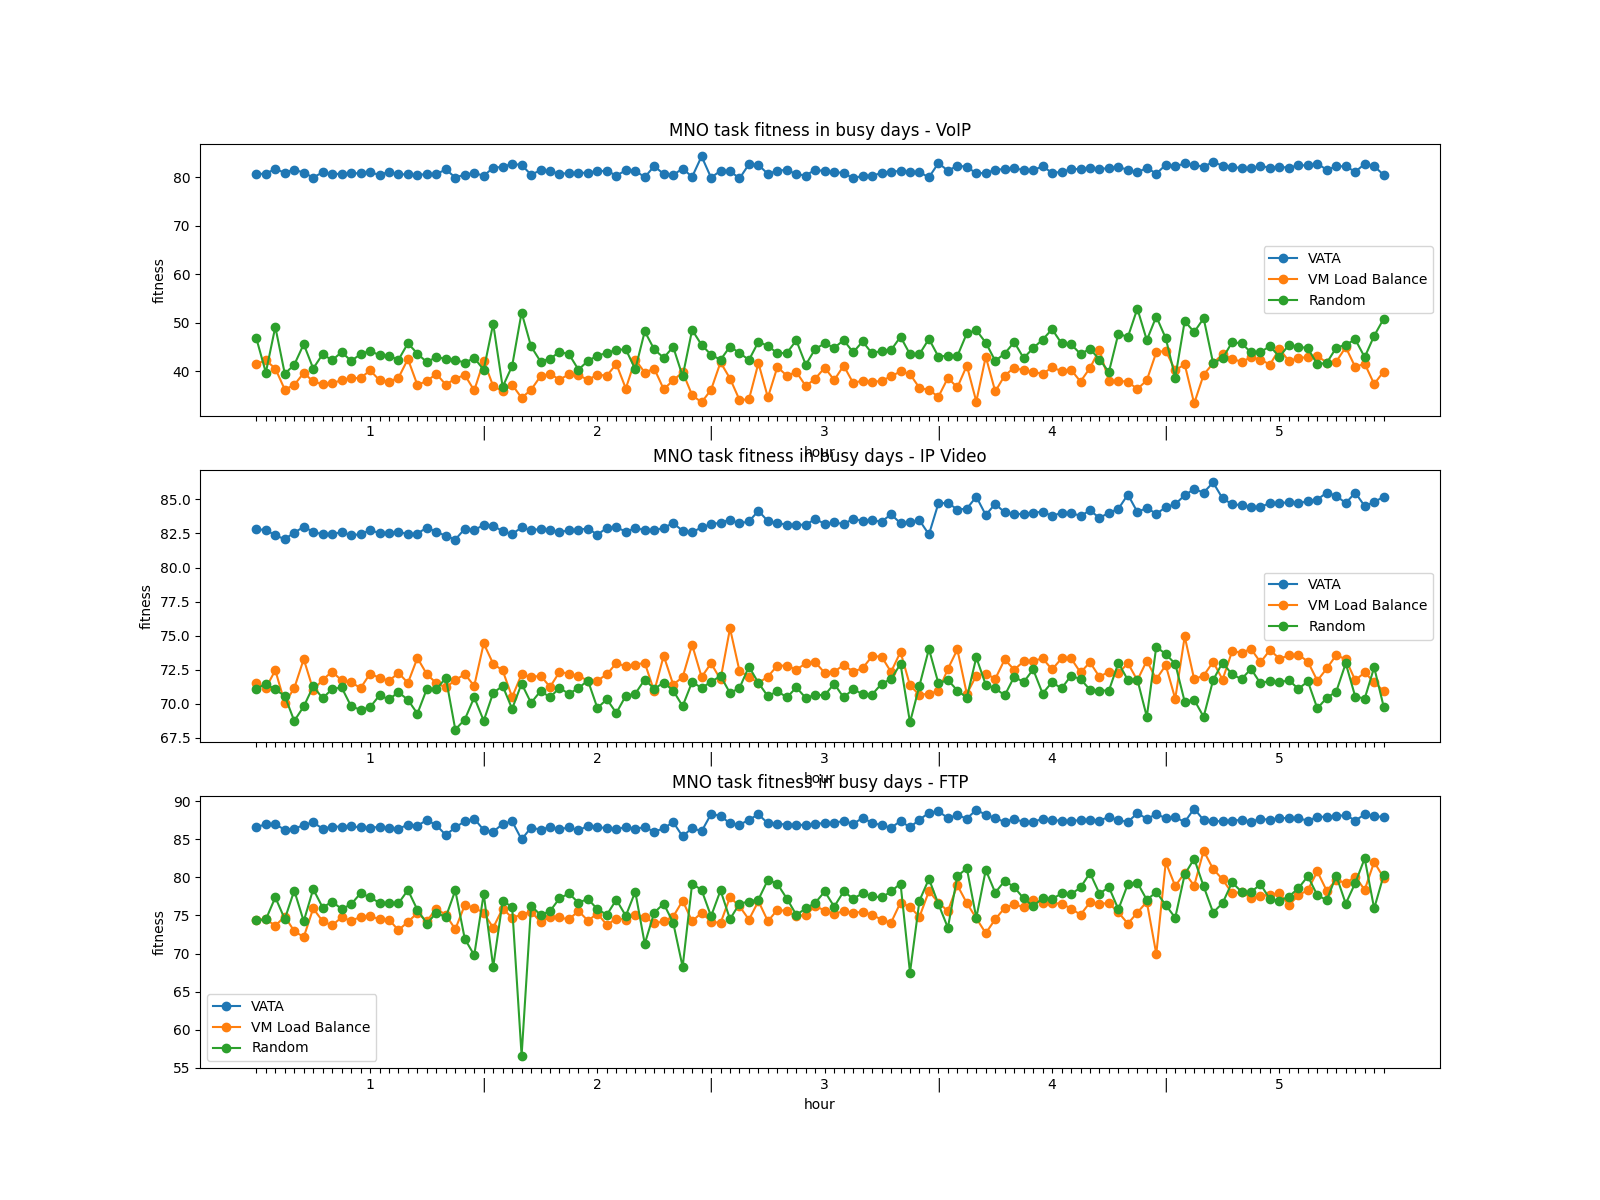 MNO task fitness in busy days - VoIP
80
70
60
50
40
fitness
VATA
VM Load Balance
Random
1 | 2 | 3 | 4 | 5
hour
MNO task fitness in busy days - IP Video
85.0
82.5
80.0
77.5
75.0
72.5
70.0
67.5
fitness
VATA
VM Load Balance
Random
1 | 2 | 3 | 4 | 5
hour
MNO task fitness in busy days - FTP
90
85
80
75
70
65
60
55
fitness
VATA
VM Load Balance
Random
1 | 2 | 3 | 4 | 5
hour